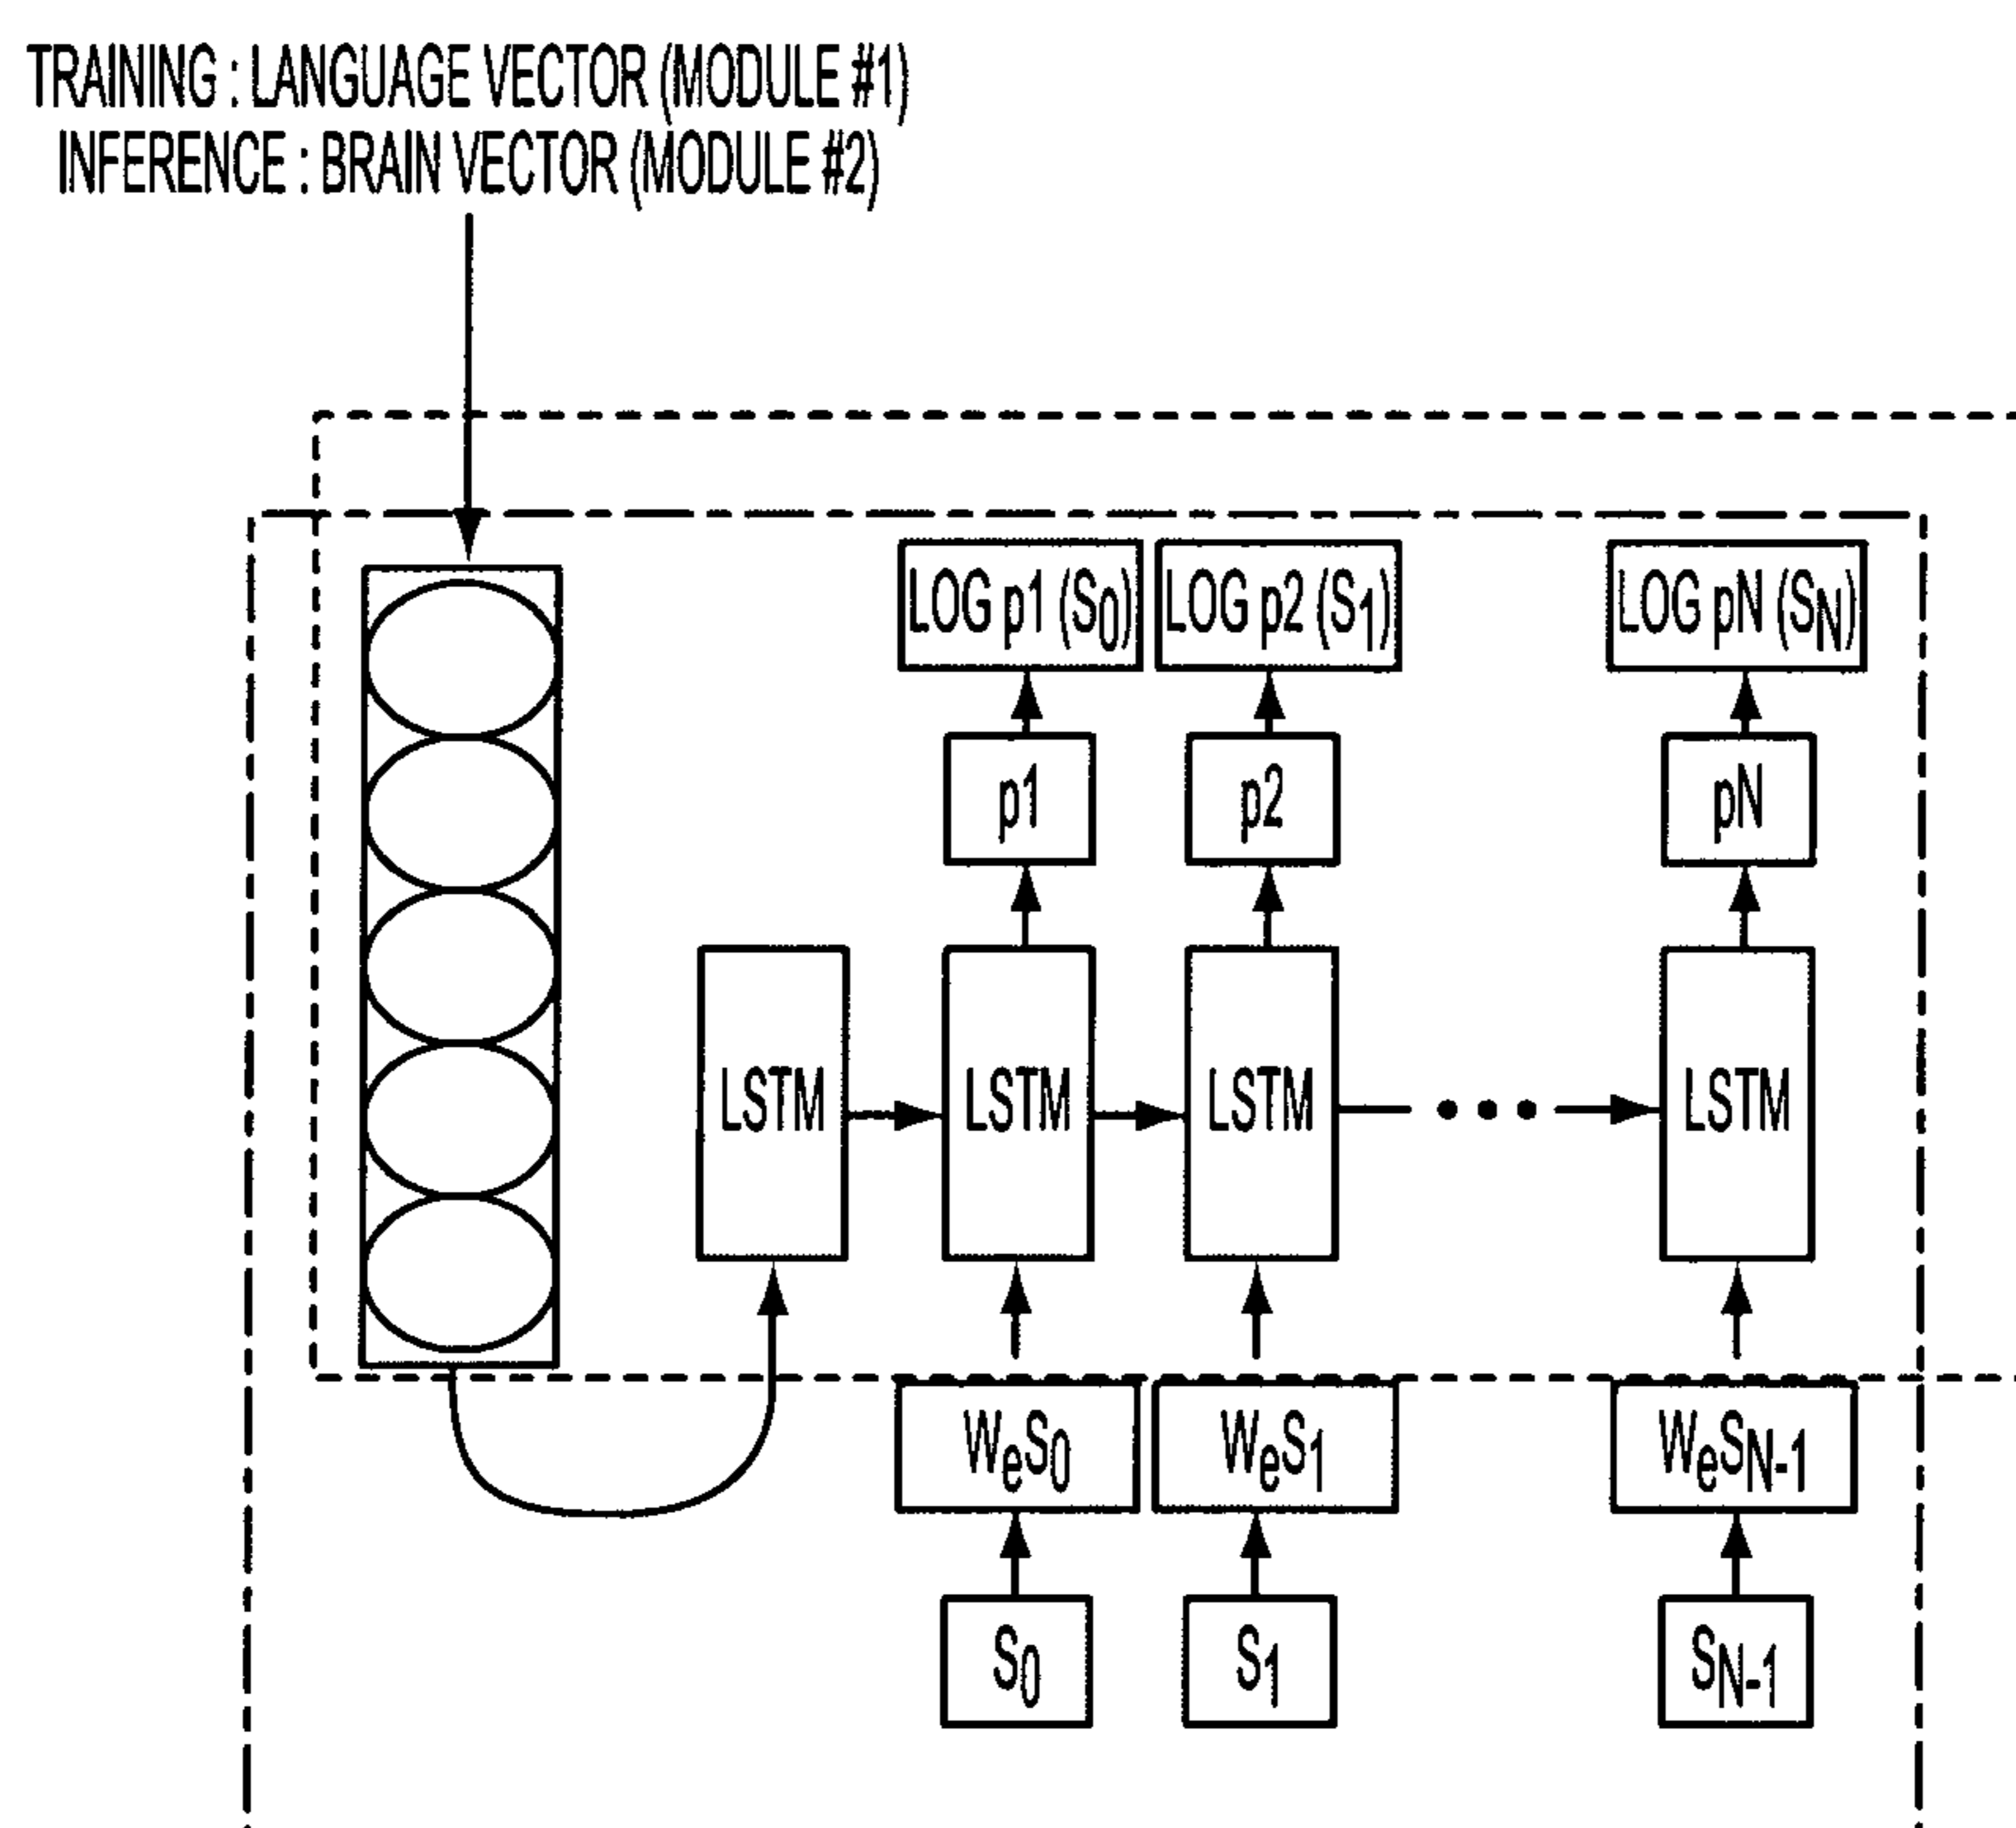 TRAINING : LANGUAGE VECTOR (MODULE #1)
INFERENCE : BRAIN VECTOR (MODULE #2)
LOG p1 (S0) LOG p2 (S1) LOG pN (SN)
p1 p2 pN
LSTM LSTM LSTM LSTM
WeS0 WeS1 WeSN-1
S0 S1 SN-1